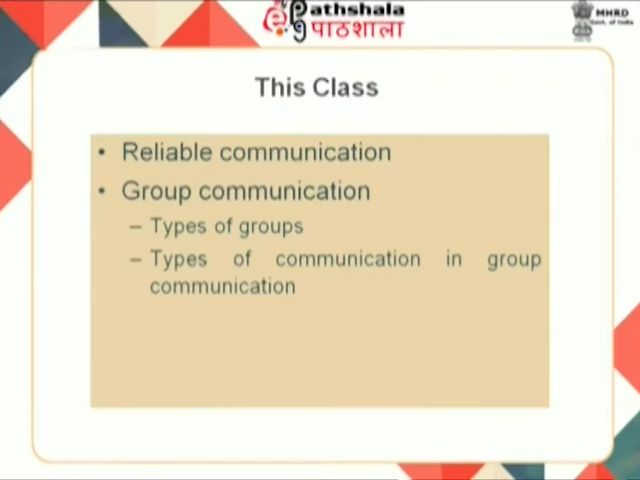 ePathshala
पाठशाला
MHRD
Govt. of India
This Class
• Reliable communication
• Group communication
– Types of groups
– Types of communication in group
communication